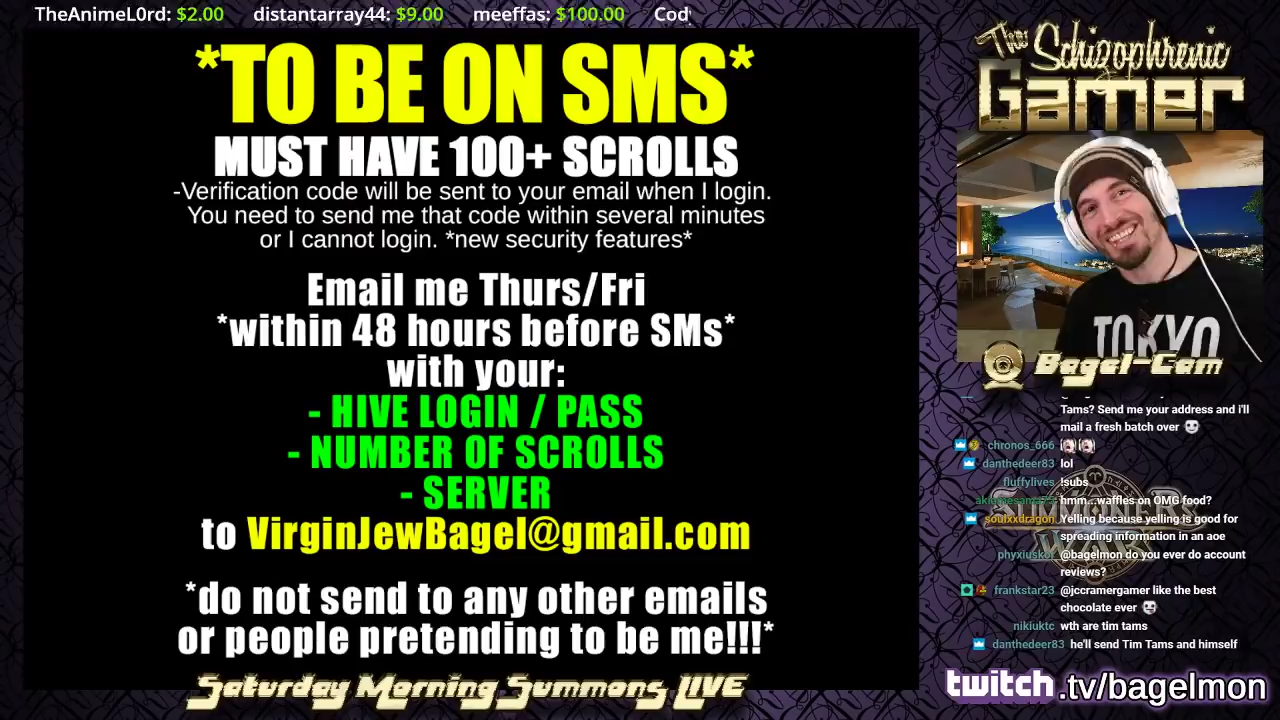 TheAnimeL0rd: $2.00 distantarray44: $9.00 meeffas: $100.00 Cod
*TO BE ON SMS*
MUST HAVE 100+ SCROLLS
-Verification code will be sent to your email when I login.
You need to send me that code within several minutes
or I cannot login. *new security features*
Email me Thurs/Fri
*within 48 hours before SMs*
with your:
- HIVE LOGIN / PASS
- NUMBER OF SCROLLS
- SERVER
to VirginJewBagel@gmail.com
*do not send to any other emails
or people pretending to be me!!!*
Saturday Morning Summons LIVE
The Schizophrenic
Gamer
TOKYO
Bagel-Cam
Tams? Send me your address and i'll
mail a fresh batch over
chronos_666
danthedeer83 lol
fluffylives !subs
hmm...waffles on OMG food?
soulxxdragon Yelling because yelling is good for
spreading information in an aoe
phyxiuskor @bagelmon do you ever do account
reviews?
frankstar23 @jccramergamer like the best
chocolate ever
nikiuktc wth are tim tams
danthedeer83 he'll send Tim Tams and himself
SUMMONERS
WAR
twitch.tv/bagelmon